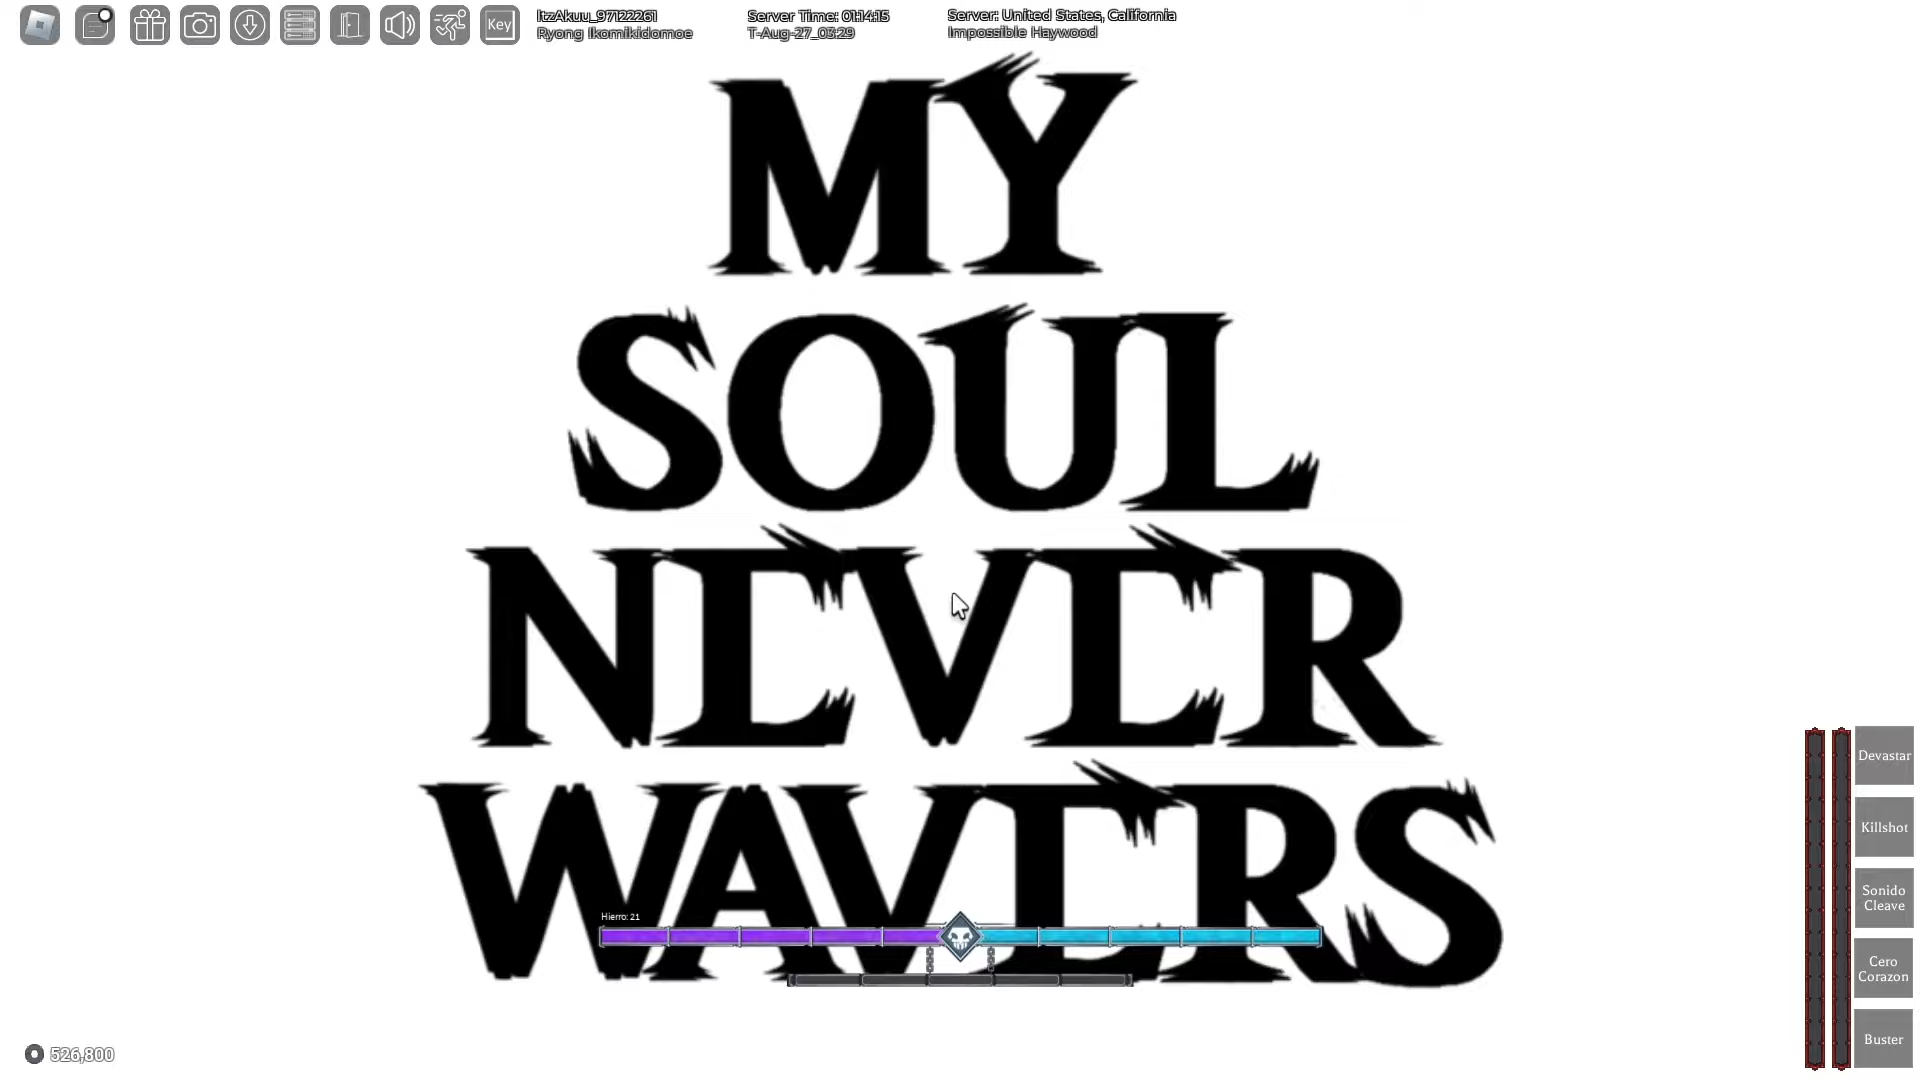 Key
ItzAkuu_97122261
Ryong Ikomikidomoe
Server Time: 01:14:15
T-Aug-27_03:29
Server: United States, California
Impossible Haywood
MY
SOUL
NEVER
WAVERS
Hierro: 21
Devastar
Killshot
Sonido
Cleave
Cero
Corazon
Buster
526,800